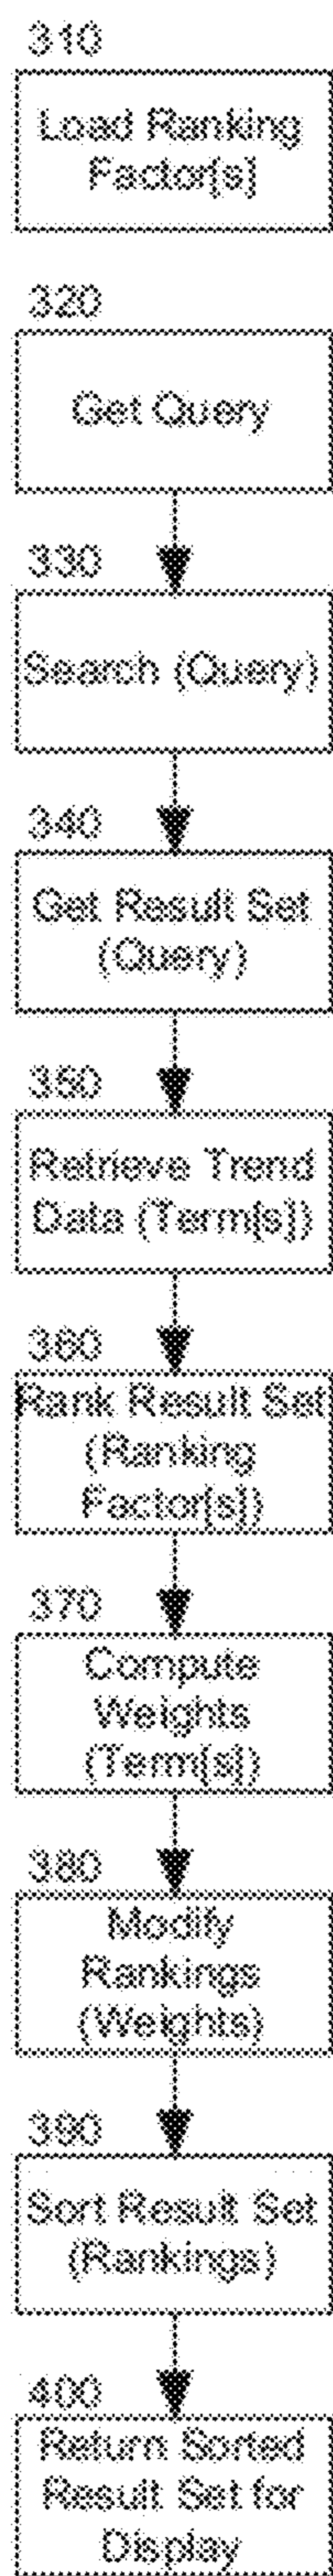 310
Load Ranking
Factor[s]
320
Get Query
330
Search (Query)
340
Get Result Set
(Query)
350
Retrieve Trend
Data (Term[s])
360
Rank Result Set
(Ranking
Factor[s])
370
Compute
Weights
(Term[s])
380
Modify
Rankings
(Weights)
390
Sort Result Set
(Rankings)
400
Return Sorted
Result Set for
Display